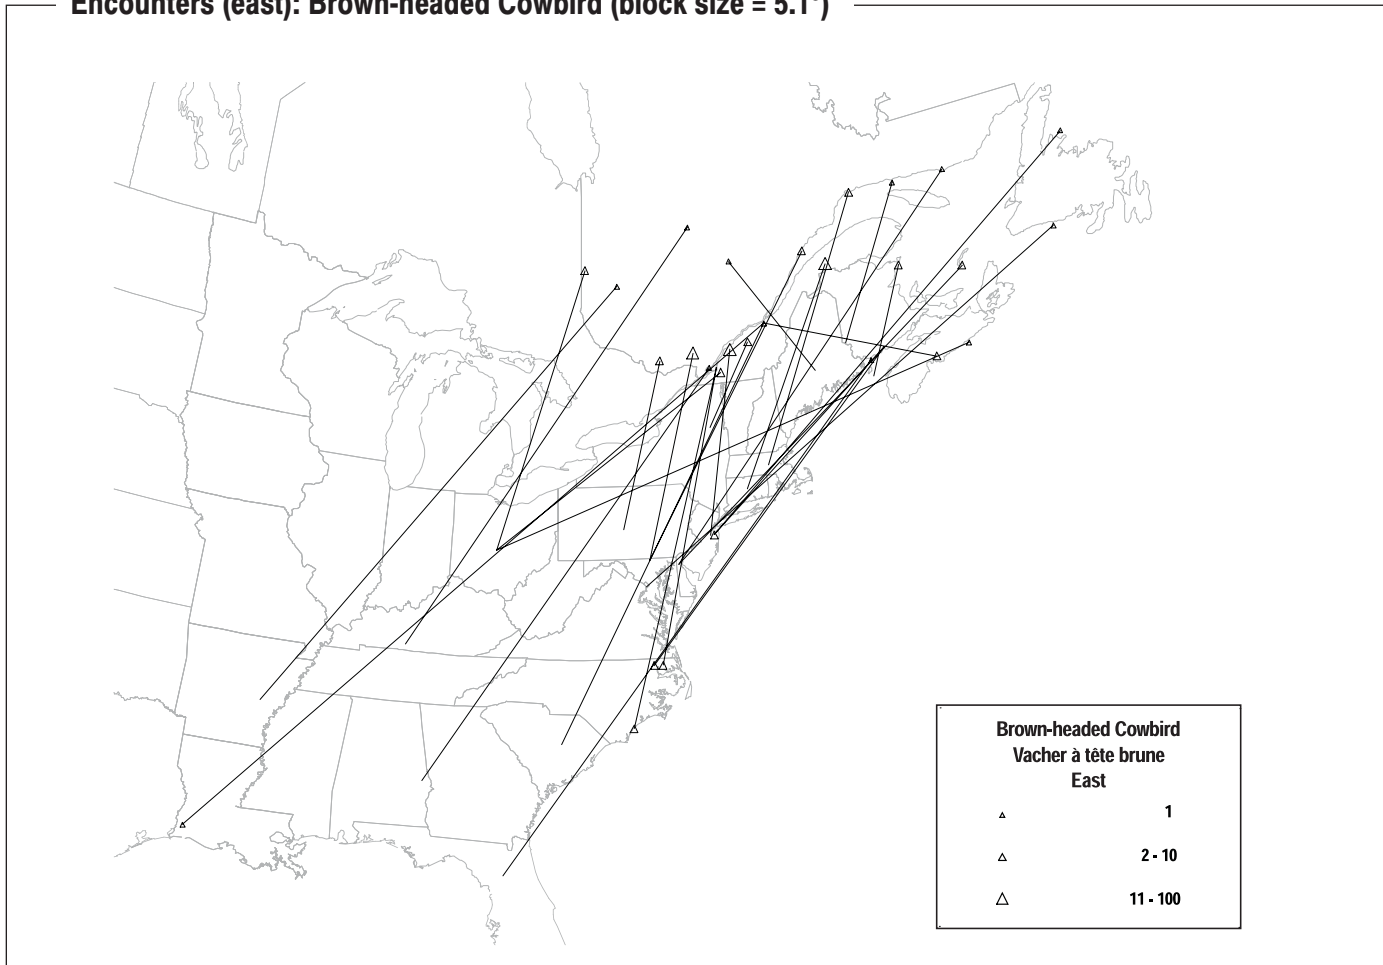 Encounters (east): Brown-headed Cowbird (block size = 5.1°)
Brown-headed Cowbird
Vacher à tête brune
East
1
2 - 10
11 - 100